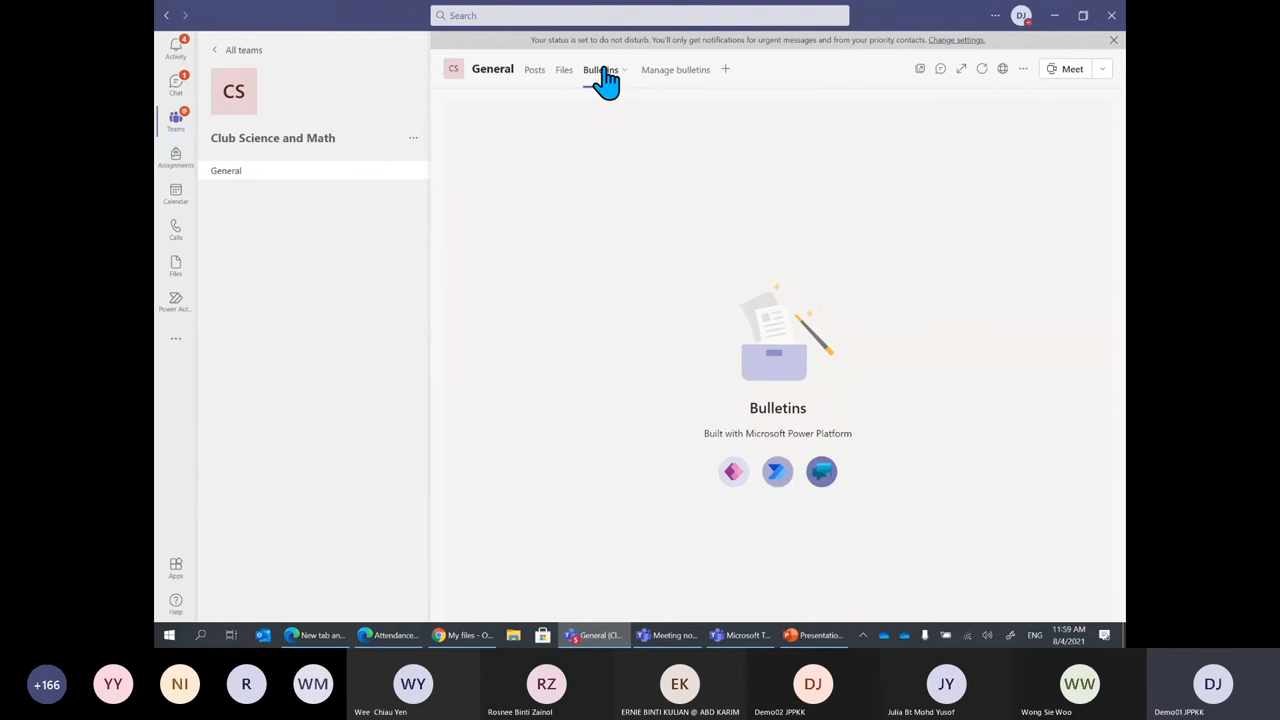 Search
DJ
Your status is set to do not disturb. You'll only get notifications for urgent messages and from your priority contacts. Change settings.
4
Activity
1
Chat
Teams
Assignments
Calendar
Calls
Files
Power Aut...
Apps
Help
All teams
CS
Club Science and Math
General
CS
General
Posts
Files
Bulletins
Manage bulletins
Meet
Bulletins
Built with Microsoft Power Platform
New tab an...
Attendance...
My files - O...
General (Cl...
Meeting no...
Microsoft T...
Presentatio...
ENG
11:59 AM
8/4/2021
+166
YY
NI
R
WM
WY
Wee Chiau Yen
RZ
Rosnee Binti Zainol
EK
ERNIE BINTI KULIAN @ ABD KARIM
DJ
Demo02 JPPKK
JY
Julia Bt Mohd Yusof
WW
Wong Sie Woo
DJ
Demo01 JPPKK